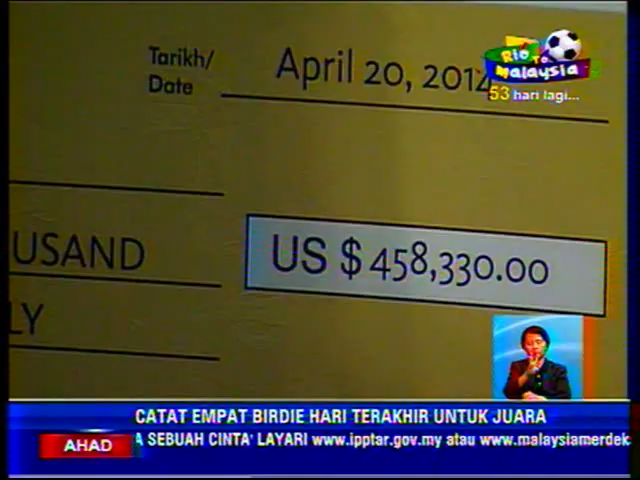 Tarikh/
Date
April 20, 2014
Rio To
Malaysia
53 hari lagi...
USAND
US $ 458,330.00
LY
CATAT EMPAT BIRDIE HARI TERAKHIR UNTUK JUARA
AHAD
A SEBUAH CINTA' LAYARI www.ipptar.gov.my atau www.malaysiamerdek